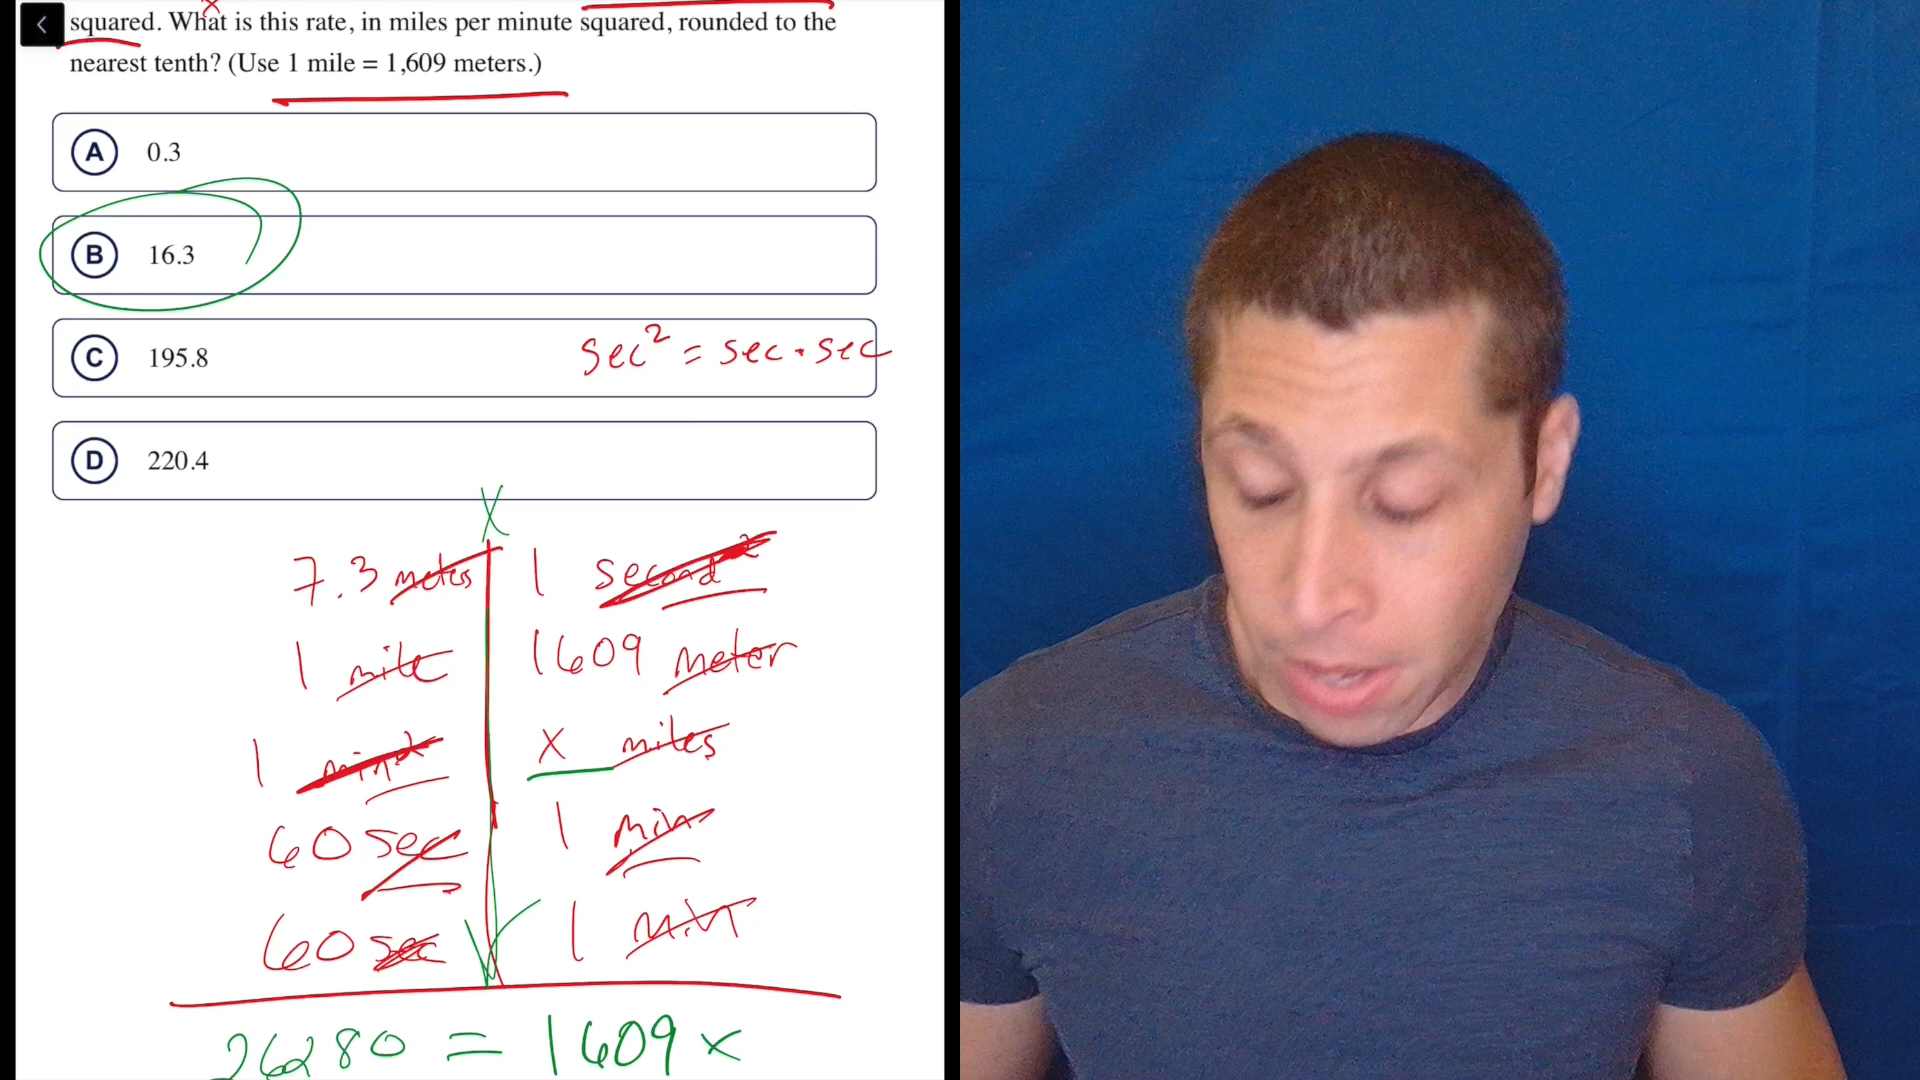 squared. What is this rate, in miles per minute squared, rounded to the
nearest tenth? (Use 1 mile = 1,609 meters.)
A 0.3
B 16.3
C 195.8
sec² = sec · sec
D 220.4
x
7.3 meters 1 second²
1 mile 1609 meter
1 min² x miles
60 sec 1 min
60 sec 1 min
26280 = 1609 x